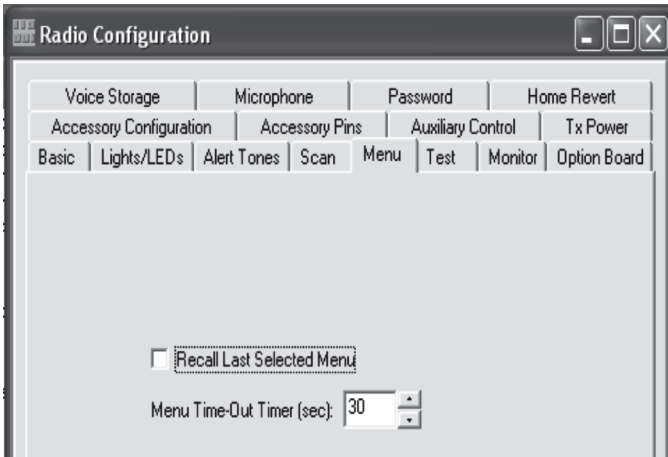 Radio Configuration
Voice Storage Microphone Password Home Revert
Accessory Configuration Accessory Pins Auxiliary Control Tx Power
Basic Lights/LEDs Alert Tones Scan Menu Test Monitor Option Board
Recall Last Selected Menu
Menu Time-Out Timer (sec): 30